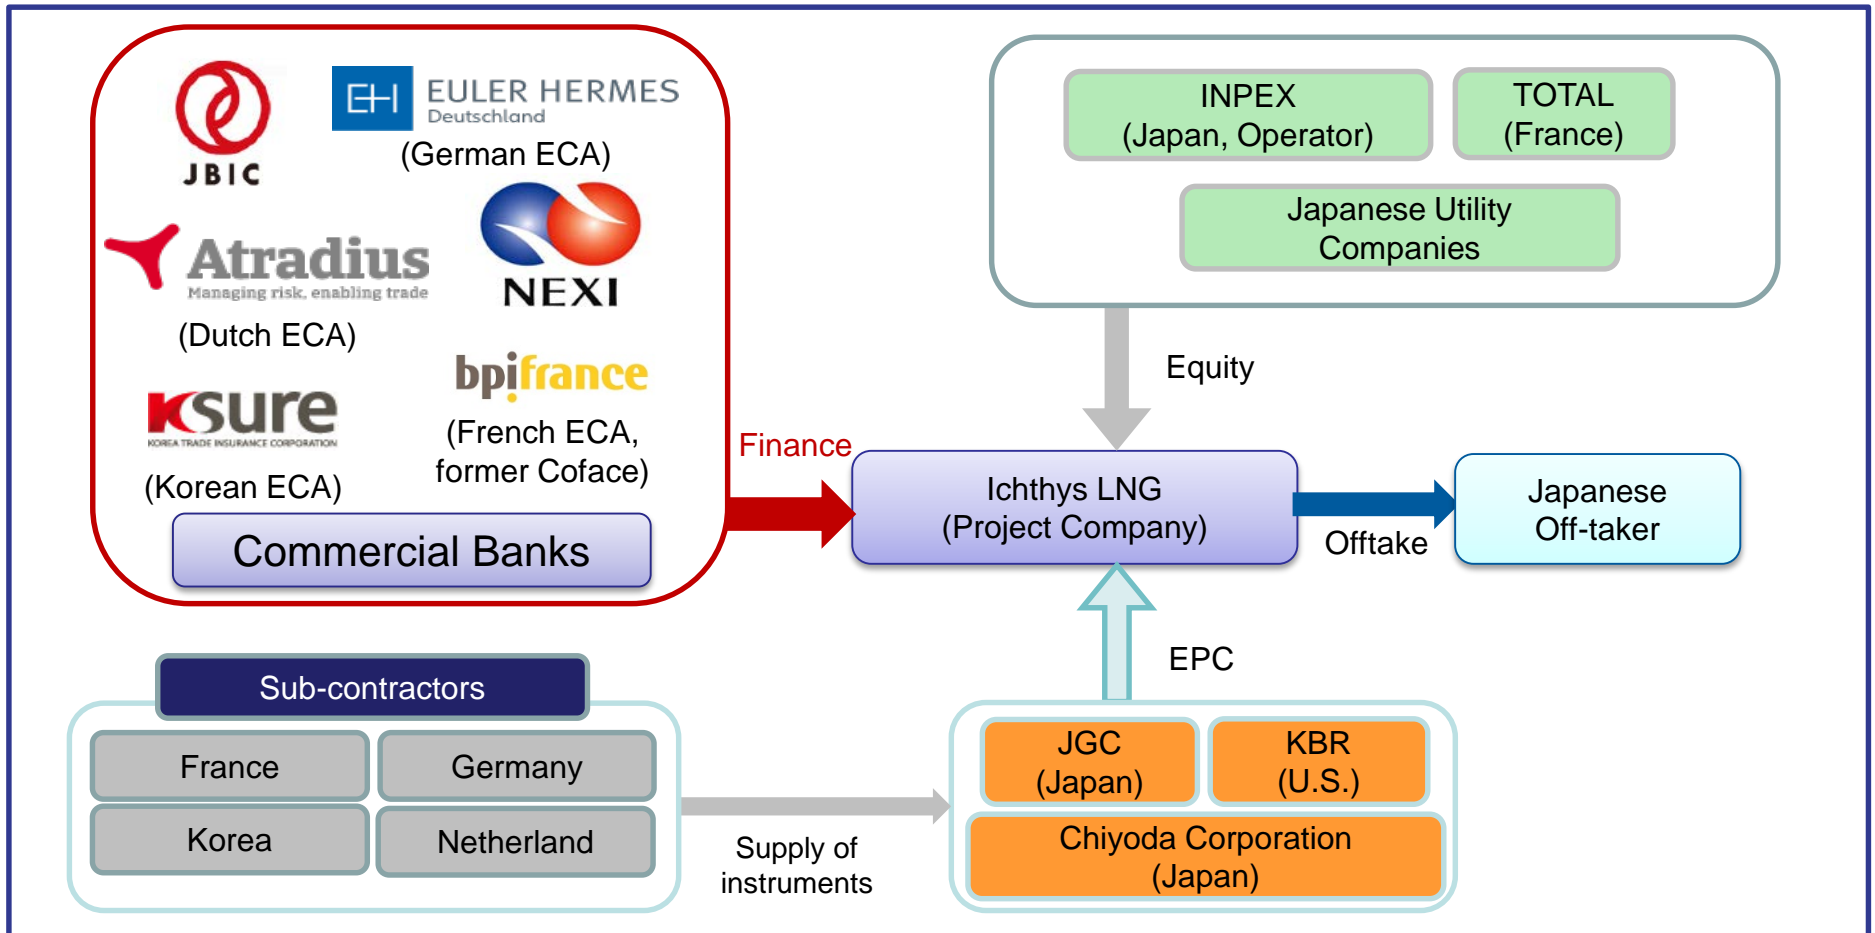 JBIC
EH
EULER HERMES
Deutschland
(German ECA)
Atradius
Managing risk, enabling trade
(Dutch ECA)
NEXI
ksure
KOREA TRADE INSURANCE CORPORATION
(Korean ECA)
bpifrance
(French ECA,
former Coface)
Commercial Banks
Finance
INPEX
(Japan, Operator)
TOTAL
(France)
Japanese Utility
Companies
Equity
Ichthys LNG
(Project Company)
Offtake
Japanese
Off-taker
EPC
Sub-contractors
France
Germany
Korea
Netherland
Supply of
instruments
JGC
(Japan)
KBR
(U.S.)
Chiyoda Corporation
(Japan)